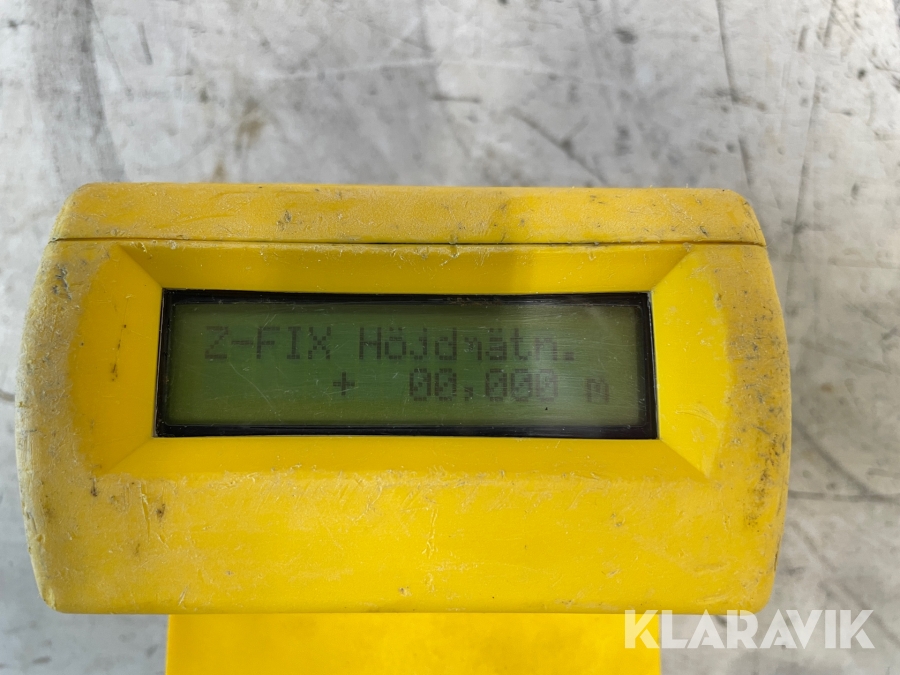 Z-FIX Höjdmätn.
+ 00,000 m
KLARAVIK